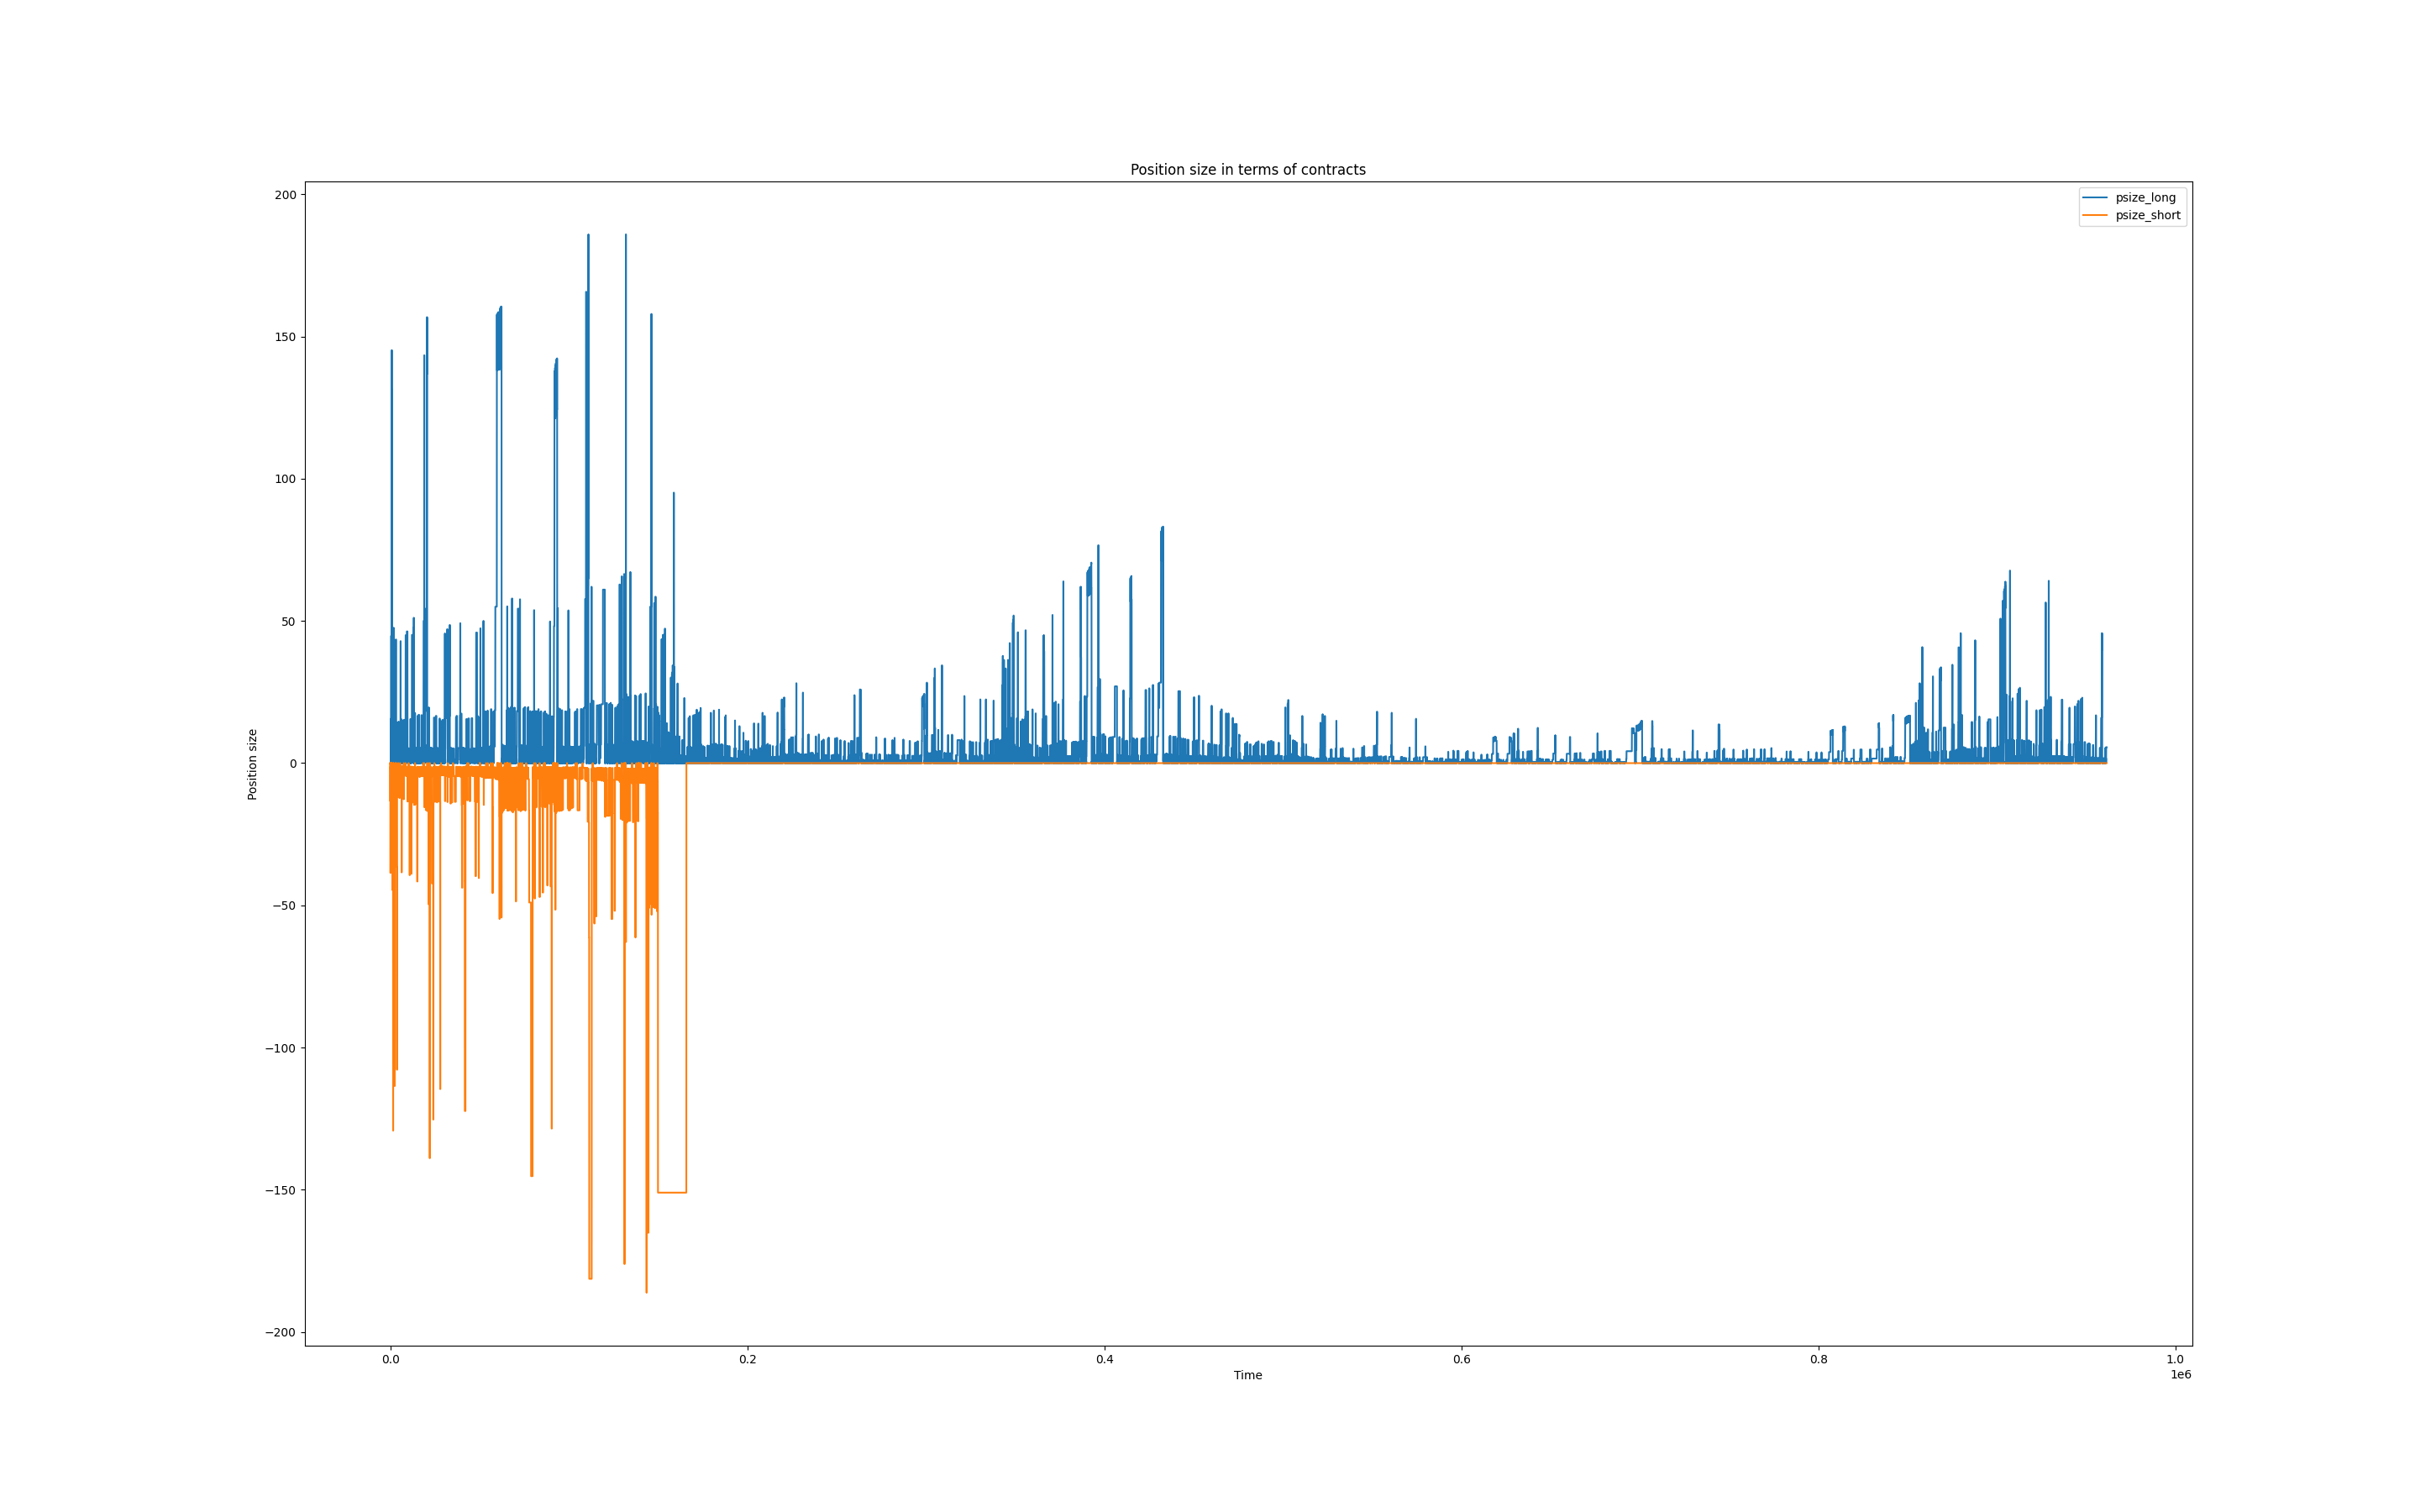 Position size in terms of contracts
psize_long
psize_short
200
150
100
50
0
−50
−100
−150
−200
Position size
0.0
0.2
0.4
0.6
0.8
1.0
1e6
Time